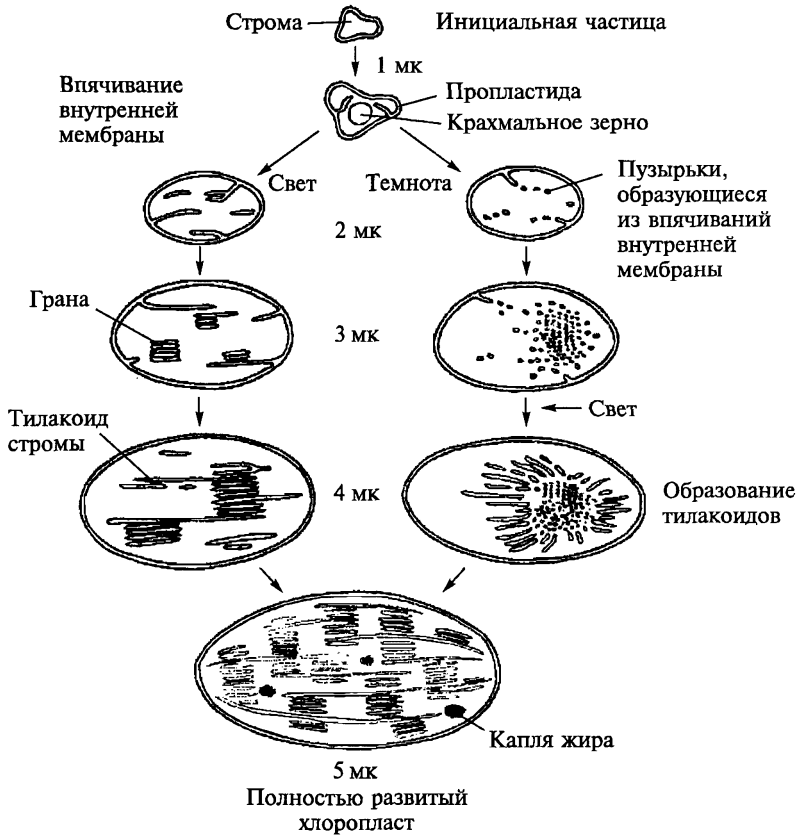 Строма
Инициальная частица
1 мк
Впячивание
внутренней
мембраны
Пропластида
Крахмальное зерно
Свет
Темнота
Пузырьки,
образующиеся
из впячиваний
внутренней
мембраны
2 мк
Грана
3 мк
Свет
Тилакоид
стромы
4 мк
Образование
тилакоидов
Капля жира
5 мк
Полностью развитый
хлоропласт